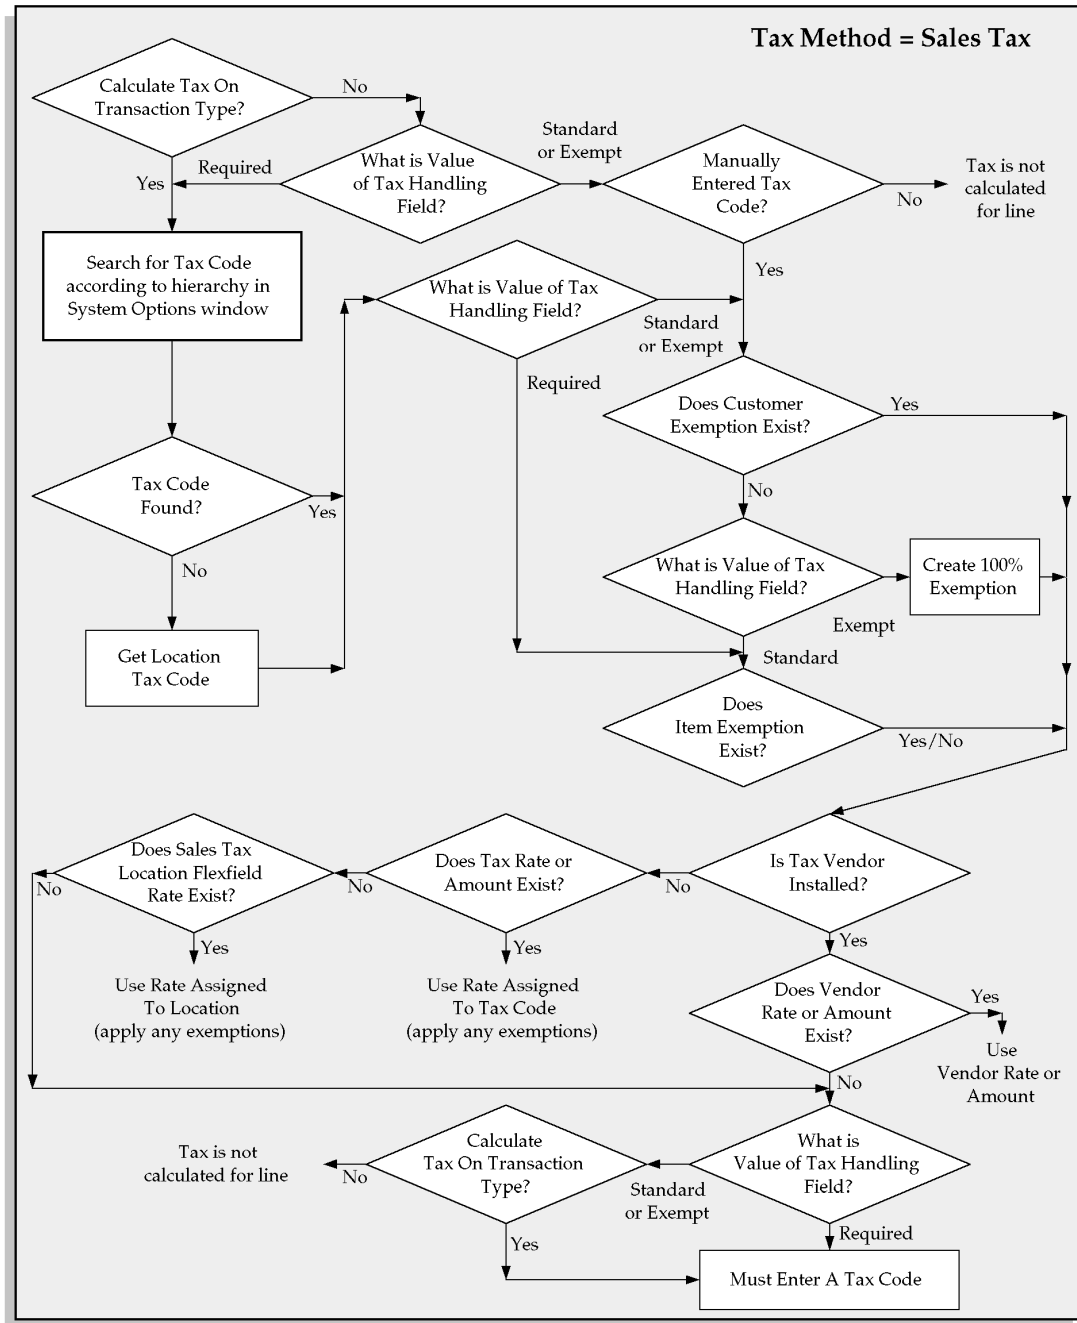 Tax Method = Sales Tax
Calculate Tax On
Transaction Type?
No
Yes
Required
What is Value
of Tax Handling
Field?
Standard
or Exempt
Manually
Entered Tax
Code?
No
Tax is not
calculated
for line
Yes
Search for Tax Code
according to hierarchy in
System Options window
What is Value of Tax
Handling Field?
Standard
or Exempt
Required
Does Customer
Exemption Exist?
Yes
No
Tax Code
Found?
Yes
No
What is Value of Tax
Handling Field?
Create 100%
Exemption
Exempt
Standard
Get Location
Tax Code
Does
Item Exemption
Exist?
Yes/No
Does Sales Tax
Location Flexfield
Rate Exist?
No
No
Does Tax Rate or
Amount Exist?
No
Is Tax Vendor
Installed?
Yes
Use Rate Assigned
To Location
(apply any exemptions)
Yes
Use Rate Assigned
To Tax Code
(apply any exemptions)
Yes
Does Vendor
Rate or Amount
Exist?
Yes
Use
Vendor Rate or
Amount
No
Tax is not
calculated for line
No
Calculate
Tax On Transaction
Type?
Standard
or Exempt
What is
Value of Tax Handling
Field?
Yes
Required
Must Enter A Tax Code